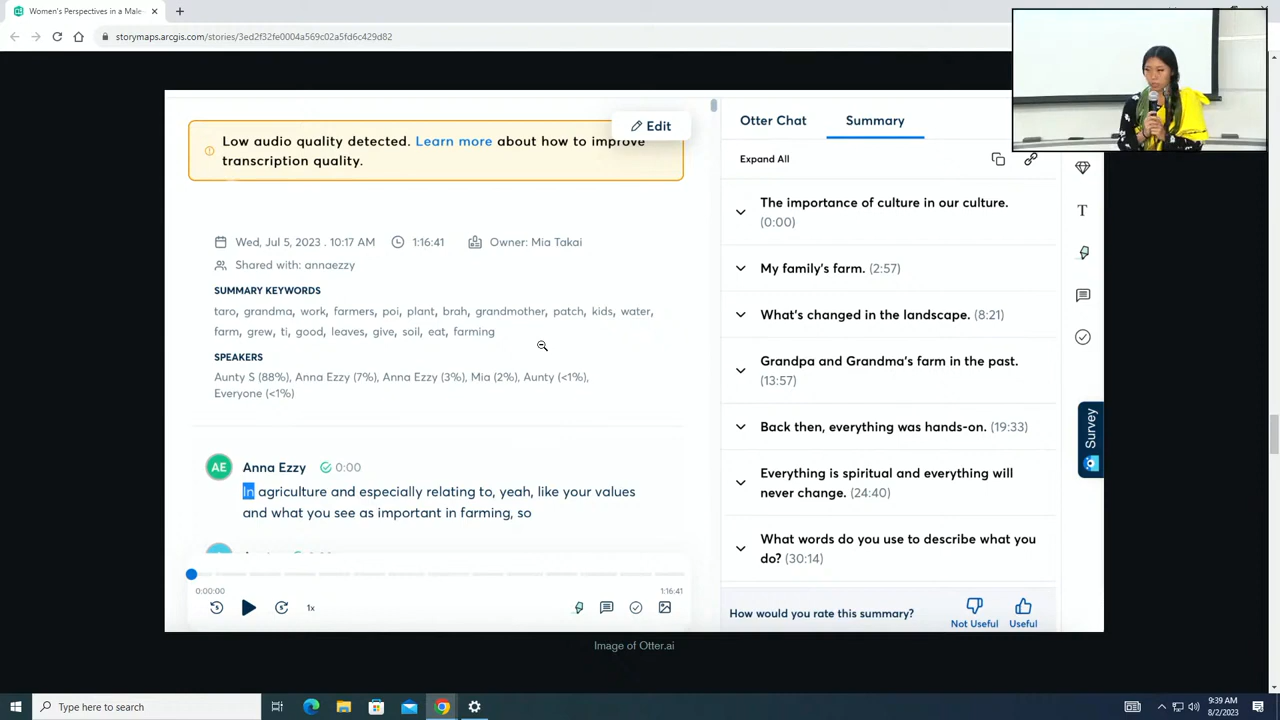 Women's Perspectives in a Male
storymaps.arcgis.com/stories/3ed2f32fe0004a569c02a5fd6c429d82
Low audio quality detected. Learn more about how to improve
transcription quality.
Edit
Wed, Jul 5, 2023 . 10:17 AM
1:16:41
Owner: Mia Takai
Shared with: annaezzy
SUMMARY KEYWORDS
taro, grandma, work, farmers, poi, plant, brah, grandmother, patch, kids, water,
farm, grew, ti, good, leaves, give, soil, eat, farming
SPEAKERS
Aunty S (88%), Anna Ezzy (7%), Anna Ezzy (3%), Mia (2%), Aunty (<1%),
Everyone (<1%)
AE
Anna Ezzy
0:00
In agriculture and especially relating to, yeah, like your values
and what you see as important in farming, so
0:00:00
1:16:41
5
5
1x
Otter Chat
Summary
Expand All
The importance of culture in our culture.
(0:00)
My family's farm. (2:57)
What's changed in the landscape. (8:21)
Grandpa and Grandma's farm in the past.
(13:57)
Back then, everything was hands-on. (19:33)
Everything is spiritual and everything will
never change. (24:40)
What words do you use to describe what you
do? (30:14)
How would you rate this summary?
Not Useful
Useful
T
Survey
Image of Otter.ai
Type here to search
9:39 AM
8/2/2023